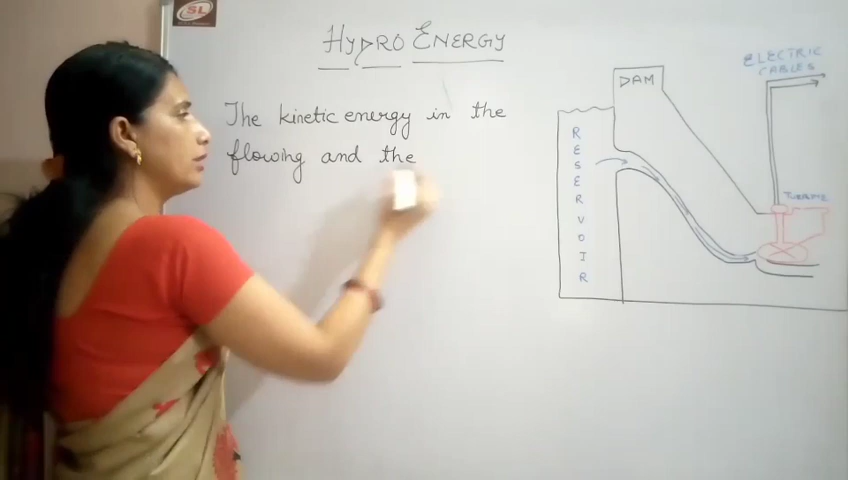 SL
HYDRO ENERGY
The kinetic energy in the
flowing and the
DAM
RESERVOIR
ELECTRIC
CABLES
TURBINE